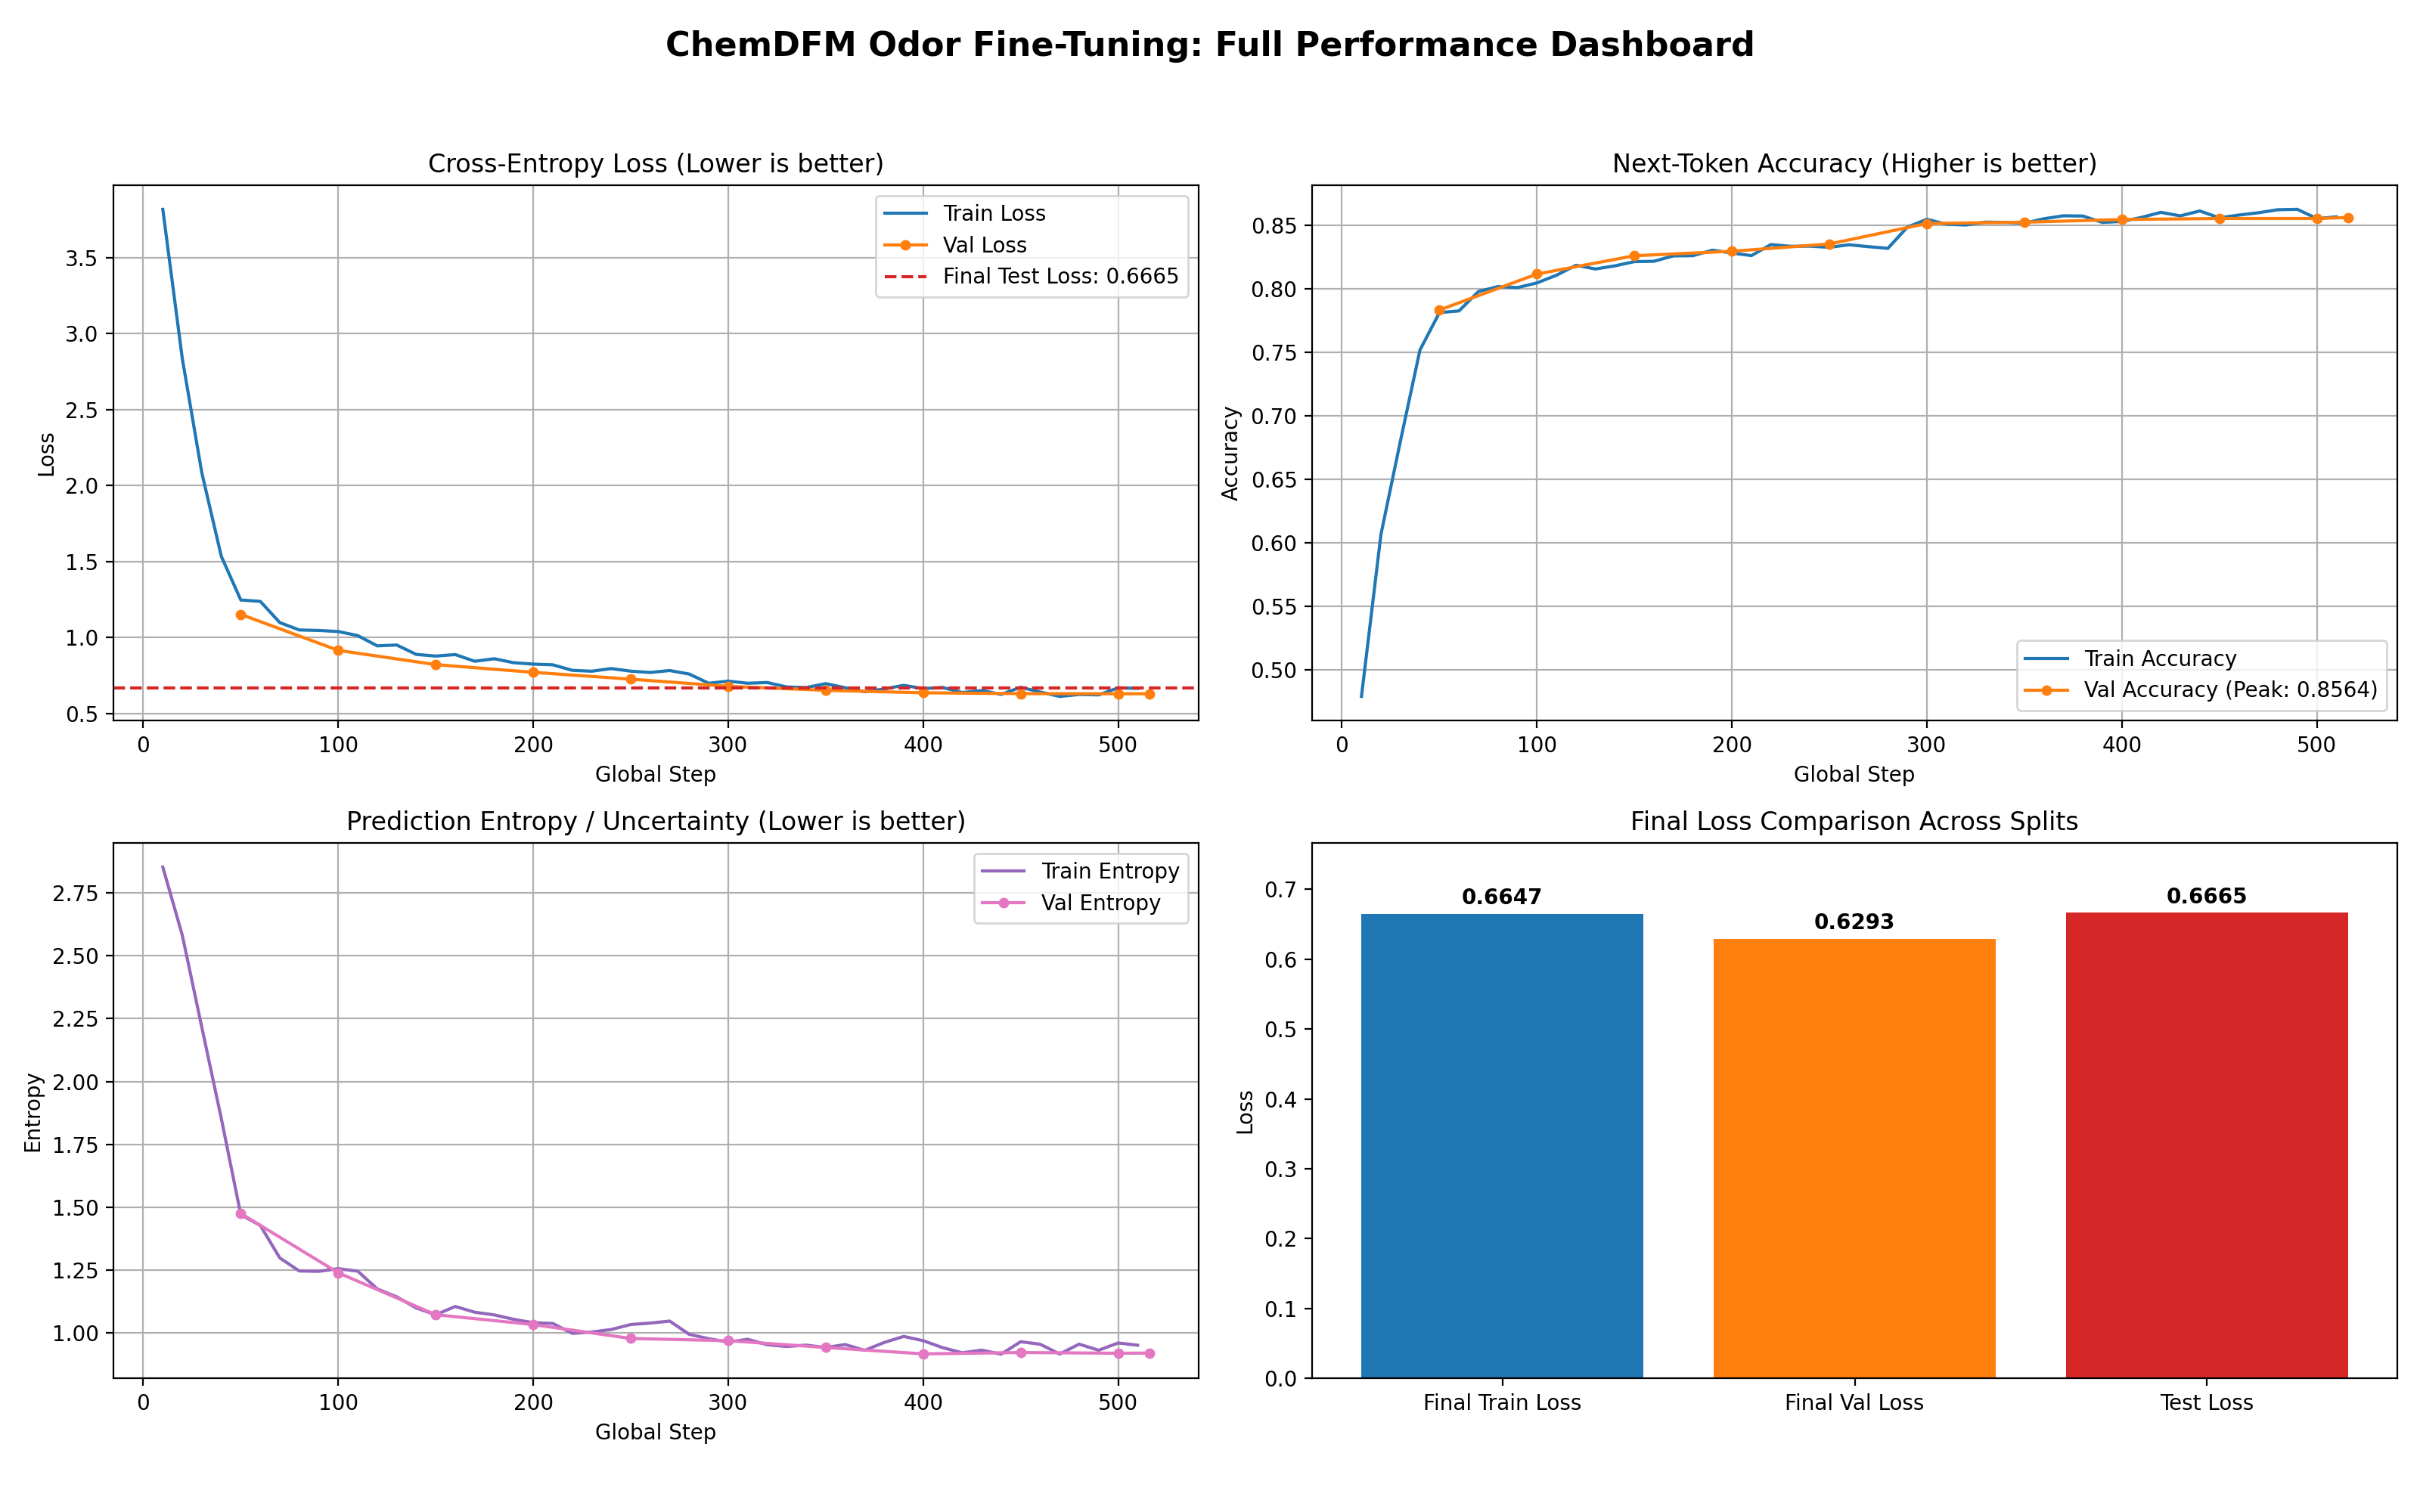 ChemDFM Odor Fine-Tuning: Full Performance Dashboard
Cross-Entropy Loss (Lower is better)
Loss
3.5
3.0
2.5
2.0
1.5
1.0
0.5
Train Loss
Val Loss
Final Test Loss: 0.6665
0 100 200 300 400 500
Global Step
Next-Token Accuracy (Higher is better)
Accuracy
0.85
0.80
0.75
0.70
0.65
0.60
0.55
0.50
Train Accuracy
Val Accuracy (Peak: 0.8564)
0 100 200 300 400 500
Global Step
Prediction Entropy / Uncertainty (Lower is better)
Entropy
2.75
2.50
2.25
2.00
1.75
1.50
1.25
1.00
Train Entropy
Val Entropy
0 100 200 300 400 500
Global Step
Final Loss Comparison Across Splits
Loss
0.7
0.6
0.5
0.4
0.3
0.2
0.1
0.0
0.6647
0.6293
0.6665
Final Train Loss
Final Val Loss
Test Loss